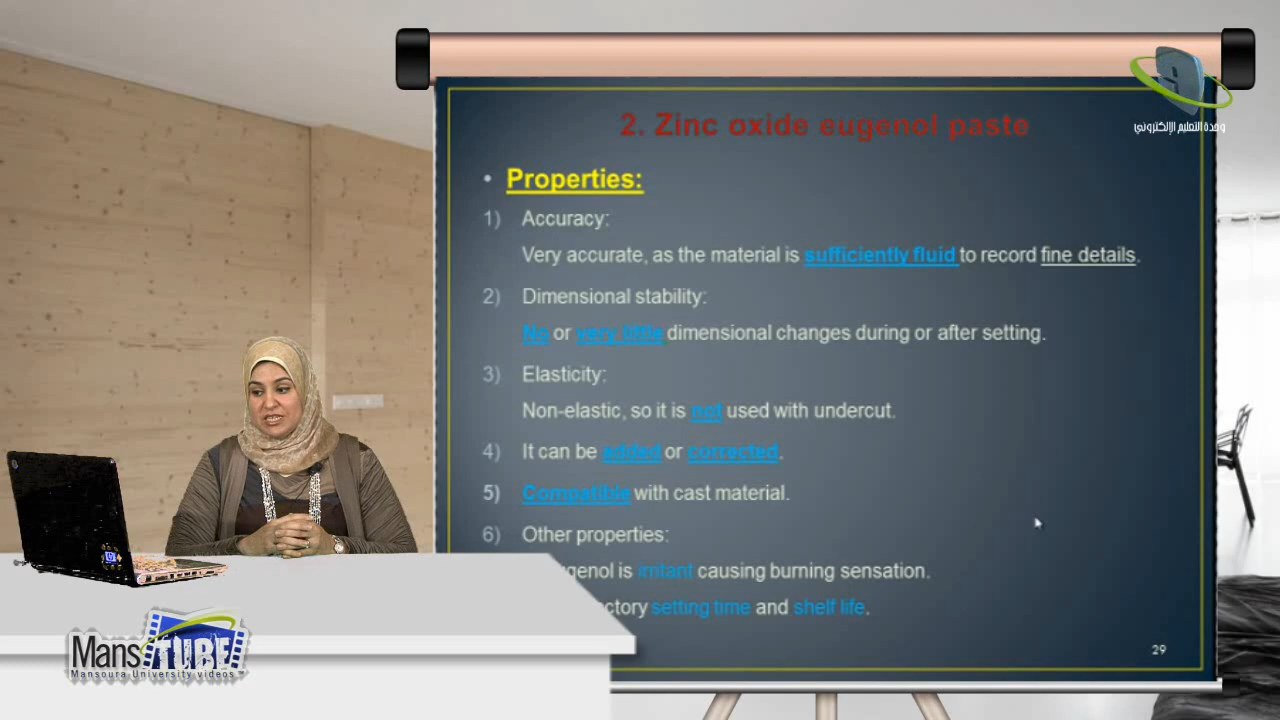 2. Zinc oxide eugenol paste
وحدة التعليم الإلكتروني
• Properties:
1) Accuracy:
Very accurate, as the material is sufficiently fluid to record fine details.
2) Dimensional stability:
No or very little dimensional changes during or after setting.
3) Elasticity:
Non-elastic, so it is not used with undercut.
4) It can be added or corrected.
5) Compatible with cast material.
6) Other properties:
genol is irritant causing burning sensation.
ctory setting time and shelf life.
29
MansTUBE
Mansoura University videos™